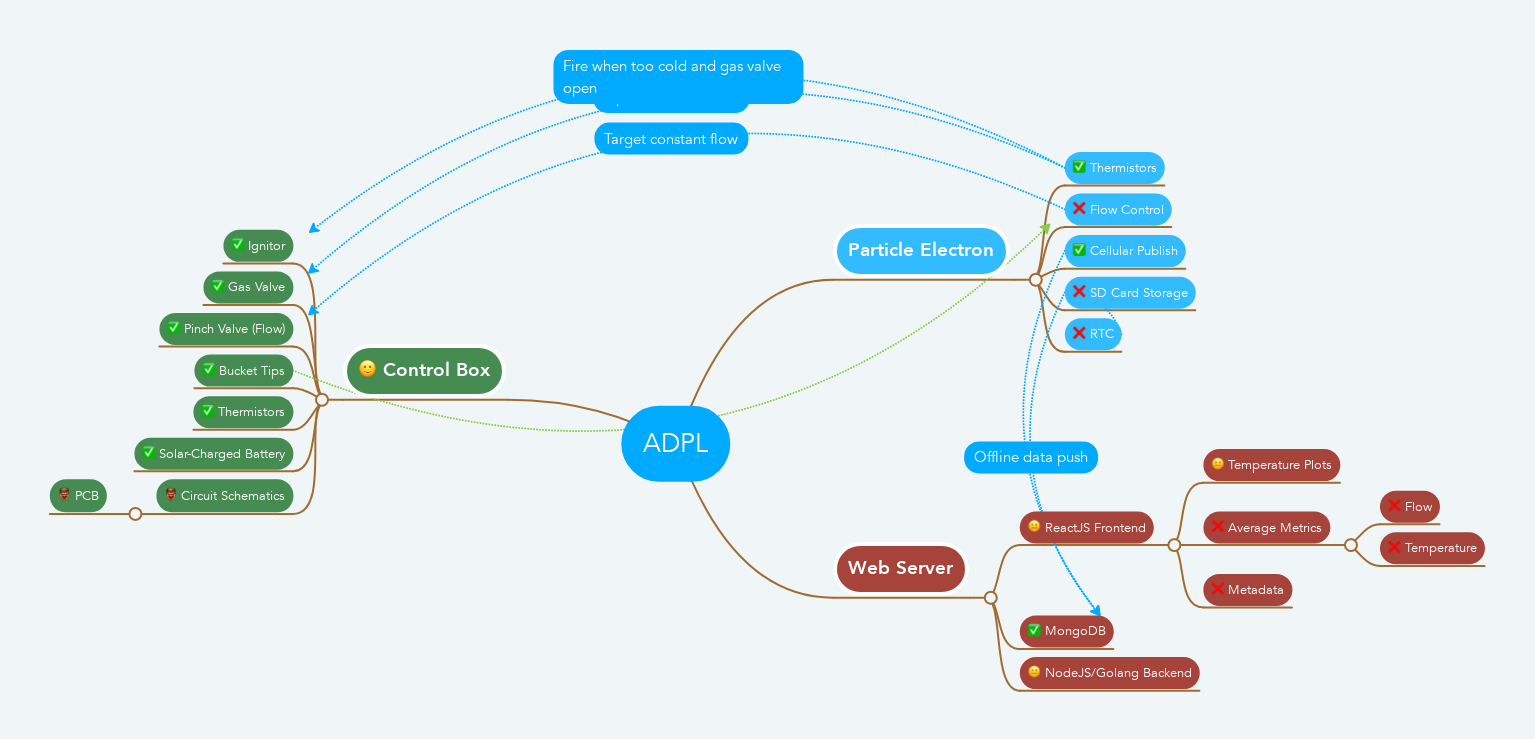 Fire when too cold and gas valve
open
Target constant flow
Thermistors
Flow Control
Cellular Publish
SD Card Storage
RTC
Particle Electron
Ignitor
Gas Valve
Pinch Valve (Flow)
Bucket Tips
Thermistors
Solar-Charged Battery
Circuit Schematics
PCB
Control Box
ADPL
Offline data push
Web Server
ReactJS Frontend
Temperature Plots
Average Metrics
Flow
Temperature
Metadata
MongoDB
NodeJS/Golang Backend